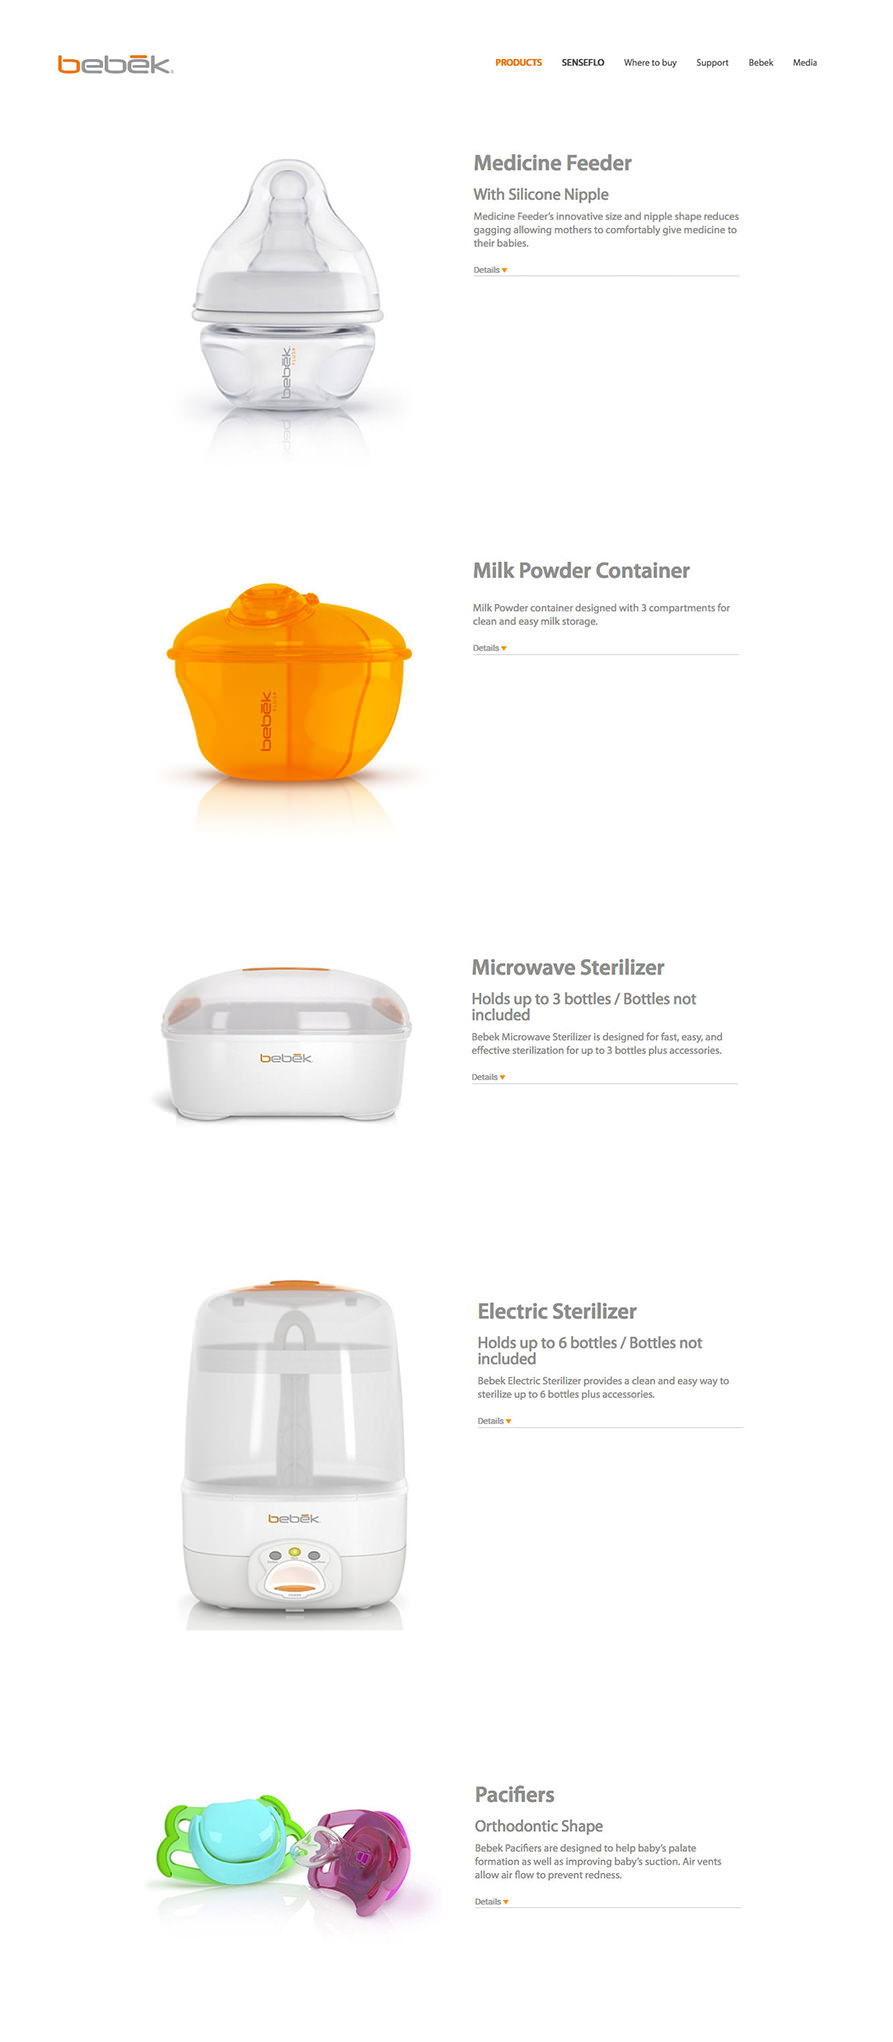 bebēk
PRODUCTS SENSEFLO Where to buy Support Bebek Media
Medicine Feeder
With Silicone Nipple
Medicine Feeder's innovative size and nipple shape reduces
gagging allowing mothers to comfortably give medicine to
their babies.
Details
bebēk
PLUS+
Milk Powder Container
Milk Powder container designed with 3 compartments for
clean and easy milk storage.
Details
bebēk
PLUS+
Microwave Sterilizer
Holds up to 3 bottles / Bottles not
included
Bebek Microwave Sterilizer is designed for fast, easy, and
effective sterilization for up to 3 bottles plus accessories.
Details
bebēk
Electric Sterilizer
Holds up to 6 bottles / Bottles not
included
Bebek Electric Sterilizer provides a clean and easy way to
sterilize up to 6 bottles plus accessories.
Details
bebēk
Pacifiers
Orthodontic Shape
Bebek Pacifiers are designed to help baby's palate
formation as well as improving baby's suction. Air vents
allow air flow to prevent redness.
Details